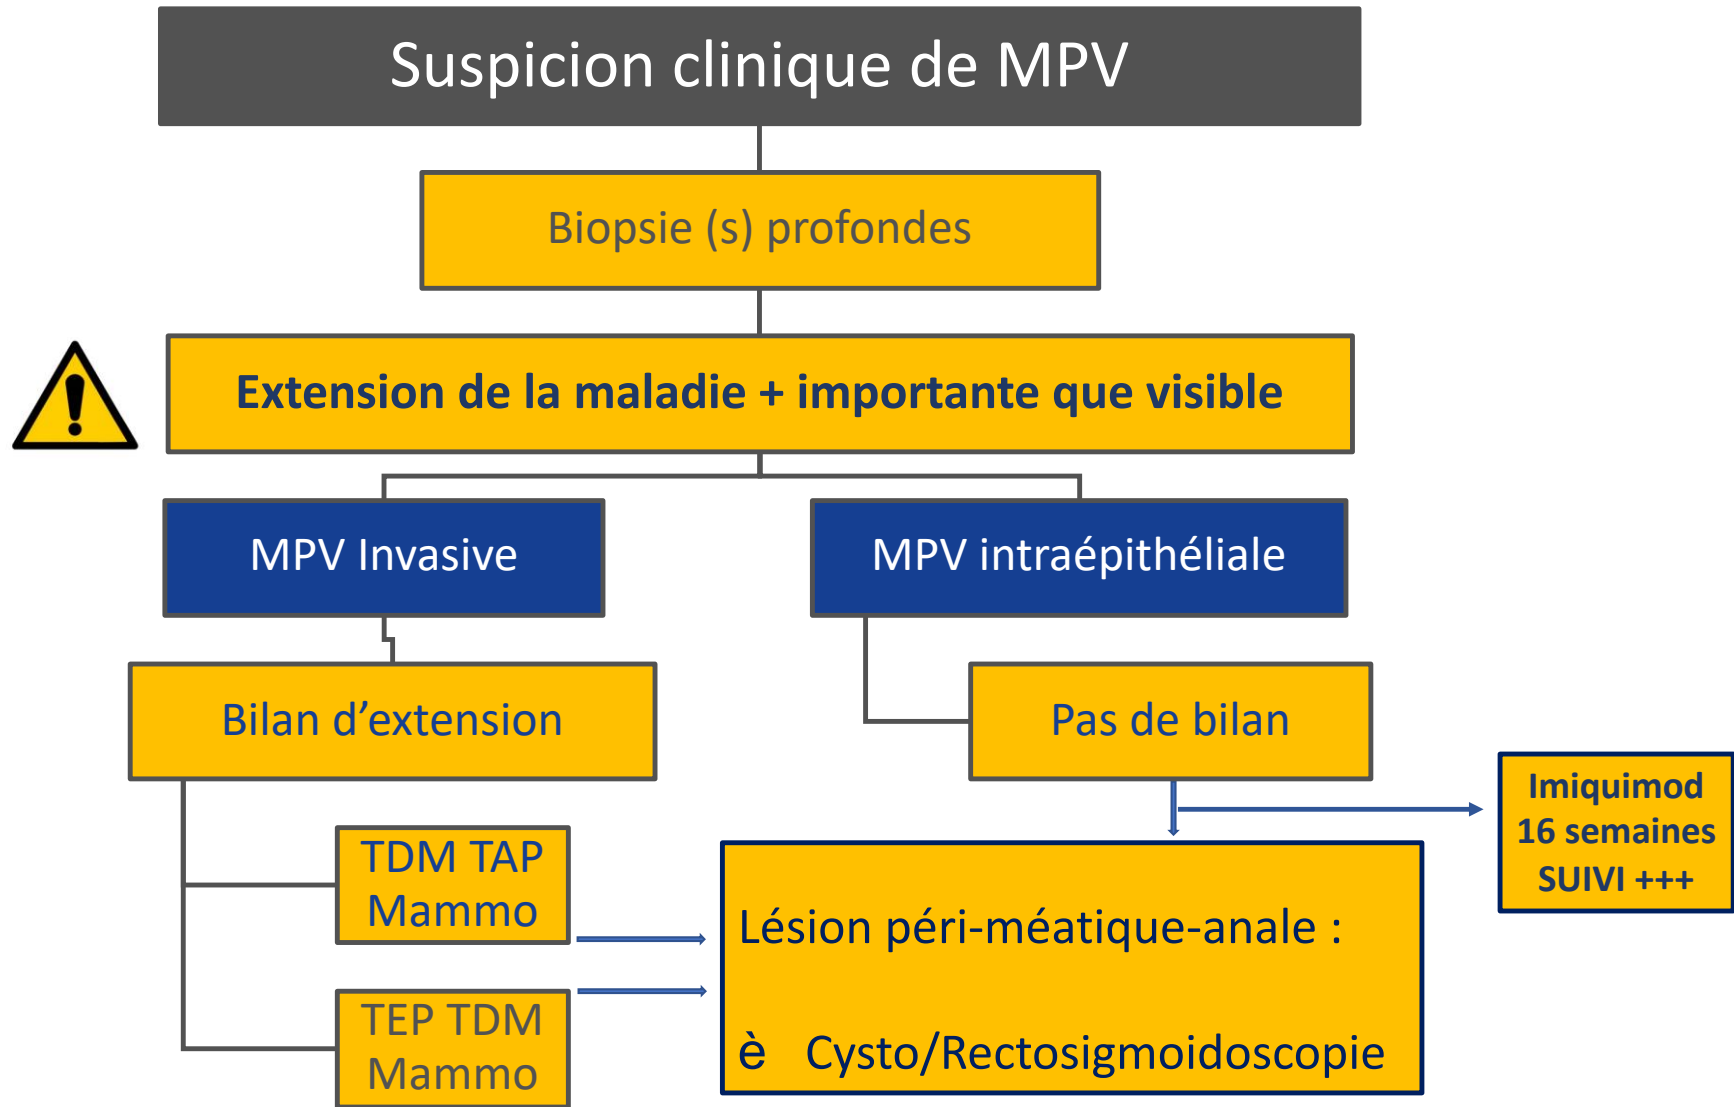 Suspicion clinique de MPV
Biopsie (s) profondes
Extension de la maladie + importante que visible
MPV Invasive
MPV intraépithéliale
Bilan d’extension
Pas de bilan
Imiquimod
16 semaines
SUIVI +++
TDM TAP
Mammo
Lésion péri-méatique-anale :
è Cysto/Rectosigmoidoscopie
TEP TDM
Mammo